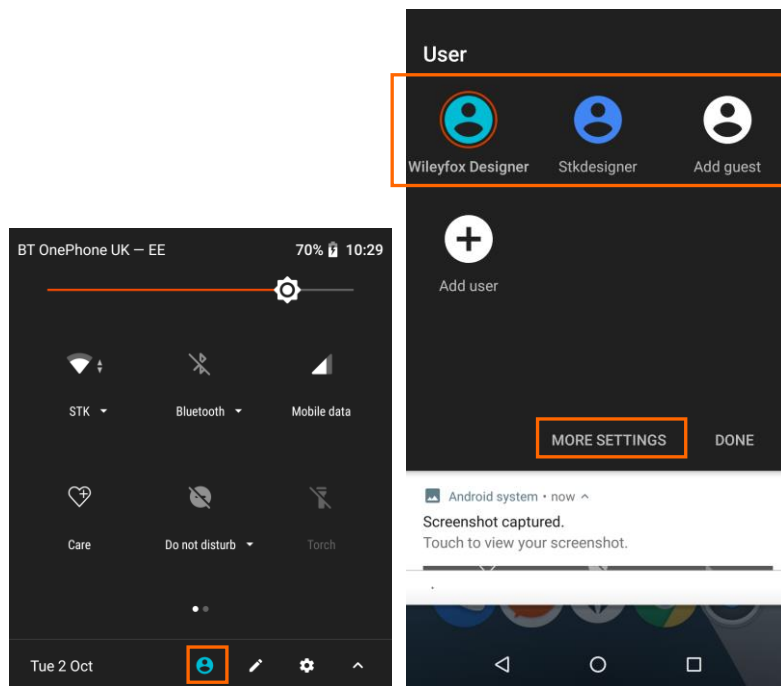 BT OnePhone UK — EE 70% 10:29
STK Bluetooth Mobile data
Care Do not disturb Torch
Tue 2 Oct
User
Wileyfox Designer Stkdesigner Add guest
Add user
MORE SETTINGS DONE
Android system • now
Screenshot captured.
Touch to view your screenshot.